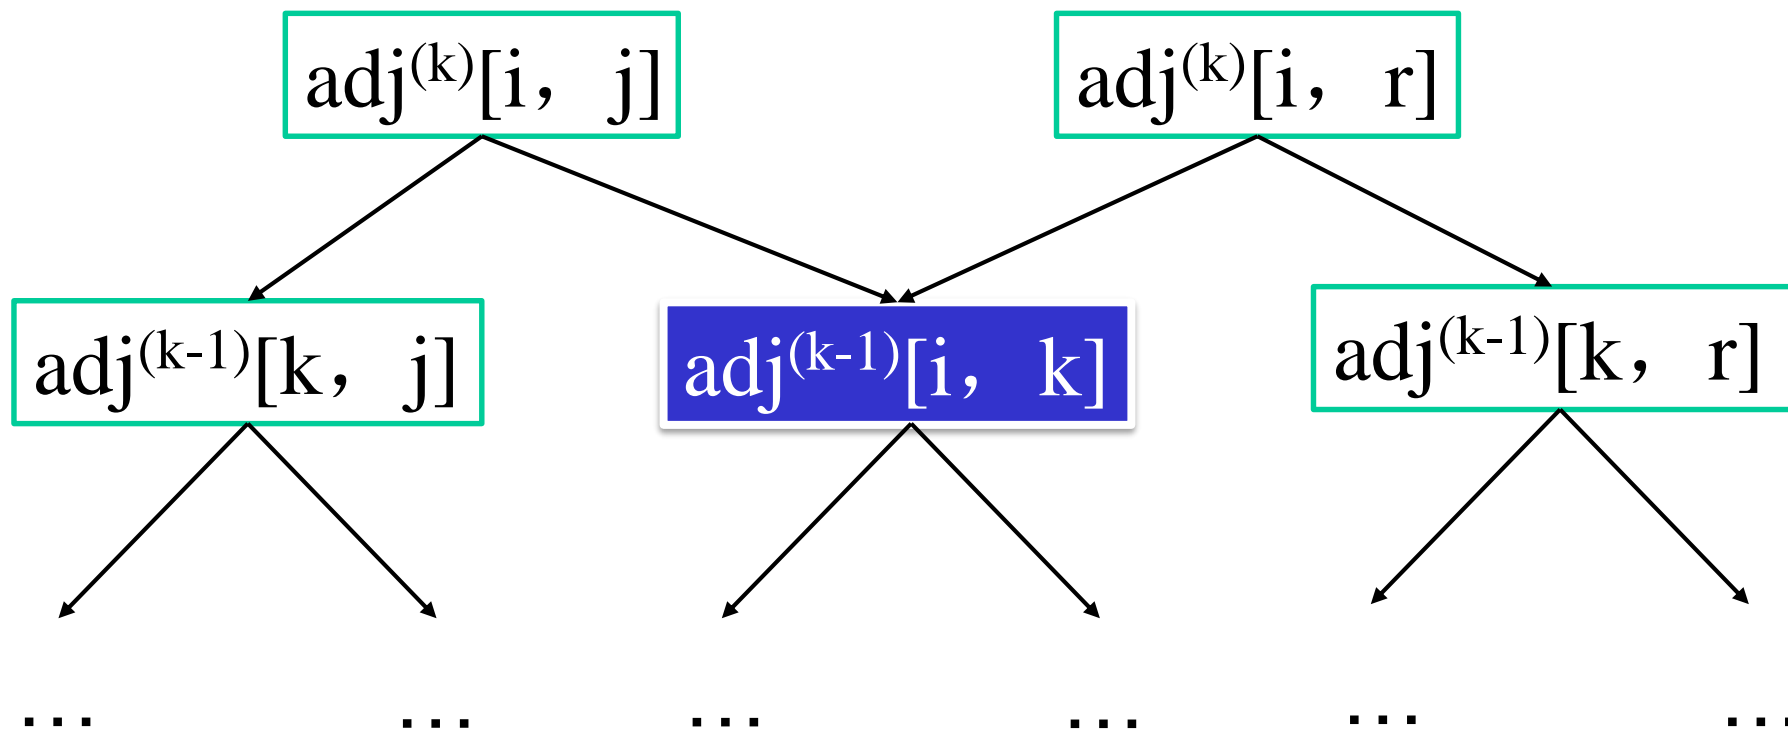 adj(k)[i， j] adj(k)[i， r]
adj(k-1)[k， j] adj(k-1)[i， k] adj(k-1)[k， r]
… … … … … …